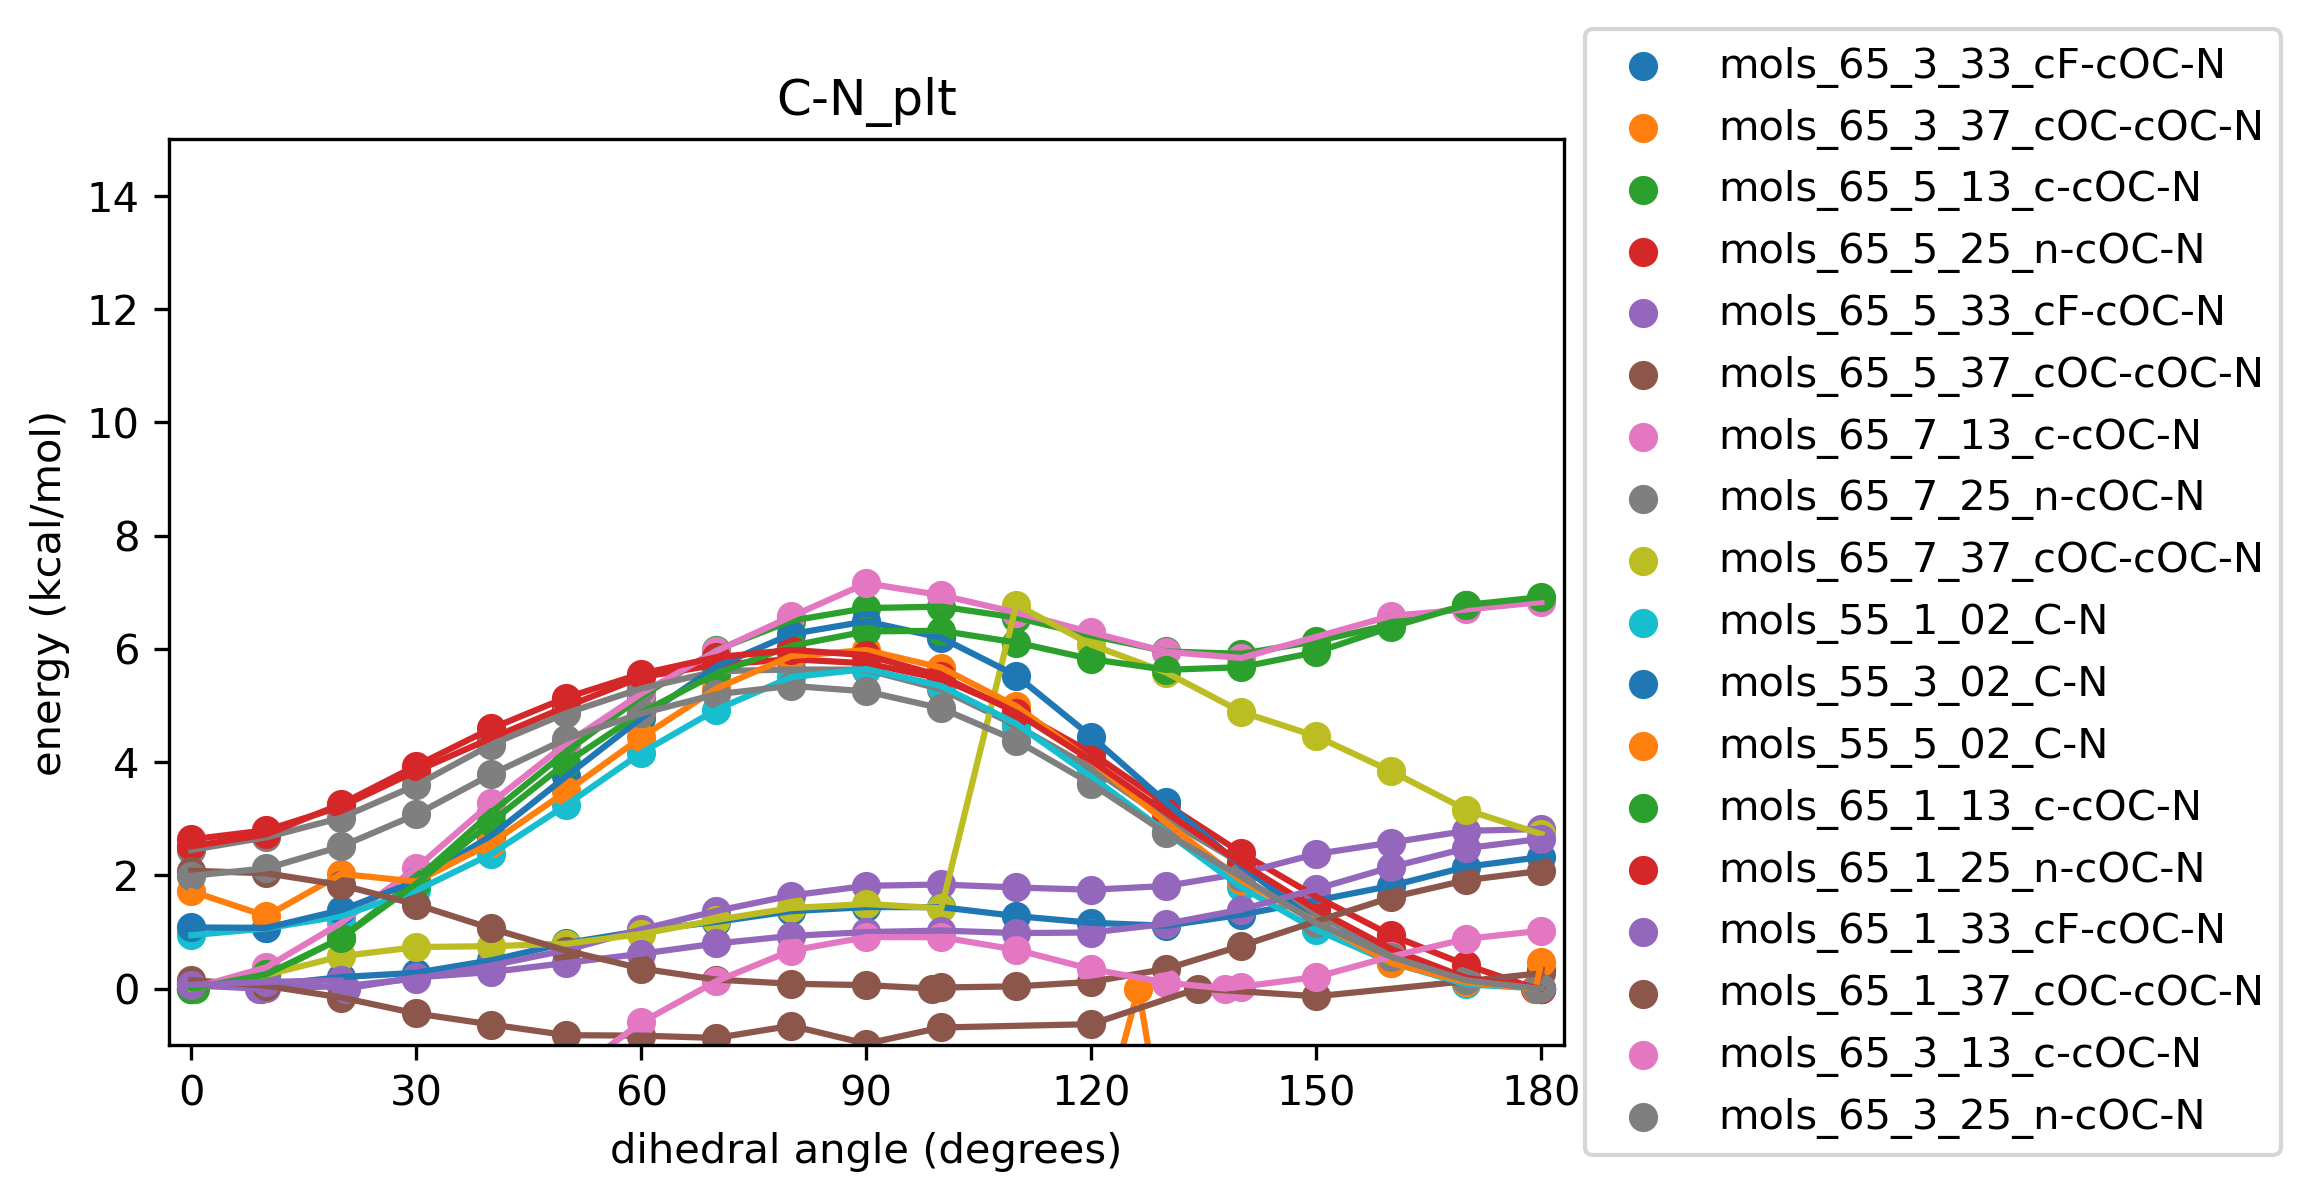 C-N_plt
energy (kcal/mol)
14
12
10
8
6
4
2
0
0 30 60 90 120 150 180
dihedral angle (degrees)
mols_65_3_33_cF-cOC-N
mols_65_3_37_cOC-cOC-N
mols_65_5_13_c-cOC-N
mols_65_5_25_n-cOC-N
mols_65_5_33_cF-cOC-N
mols_65_5_37_cOC-cOC-N
mols_65_7_13_c-cOC-N
mols_65_7_25_n-cOC-N
mols_65_7_37_cOC-cOC-N
mols_55_1_02_C-N
mols_55_3_02_C-N
mols_55_5_02_C-N
mols_65_1_13_c-cOC-N
mols_65_1_25_n-cOC-N
mols_65_1_33_cF-cOC-N
mols_65_1_37_cOC-cOC-N
mols_65_3_13_c-cOC-N
mols_65_3_25_n-cOC-N